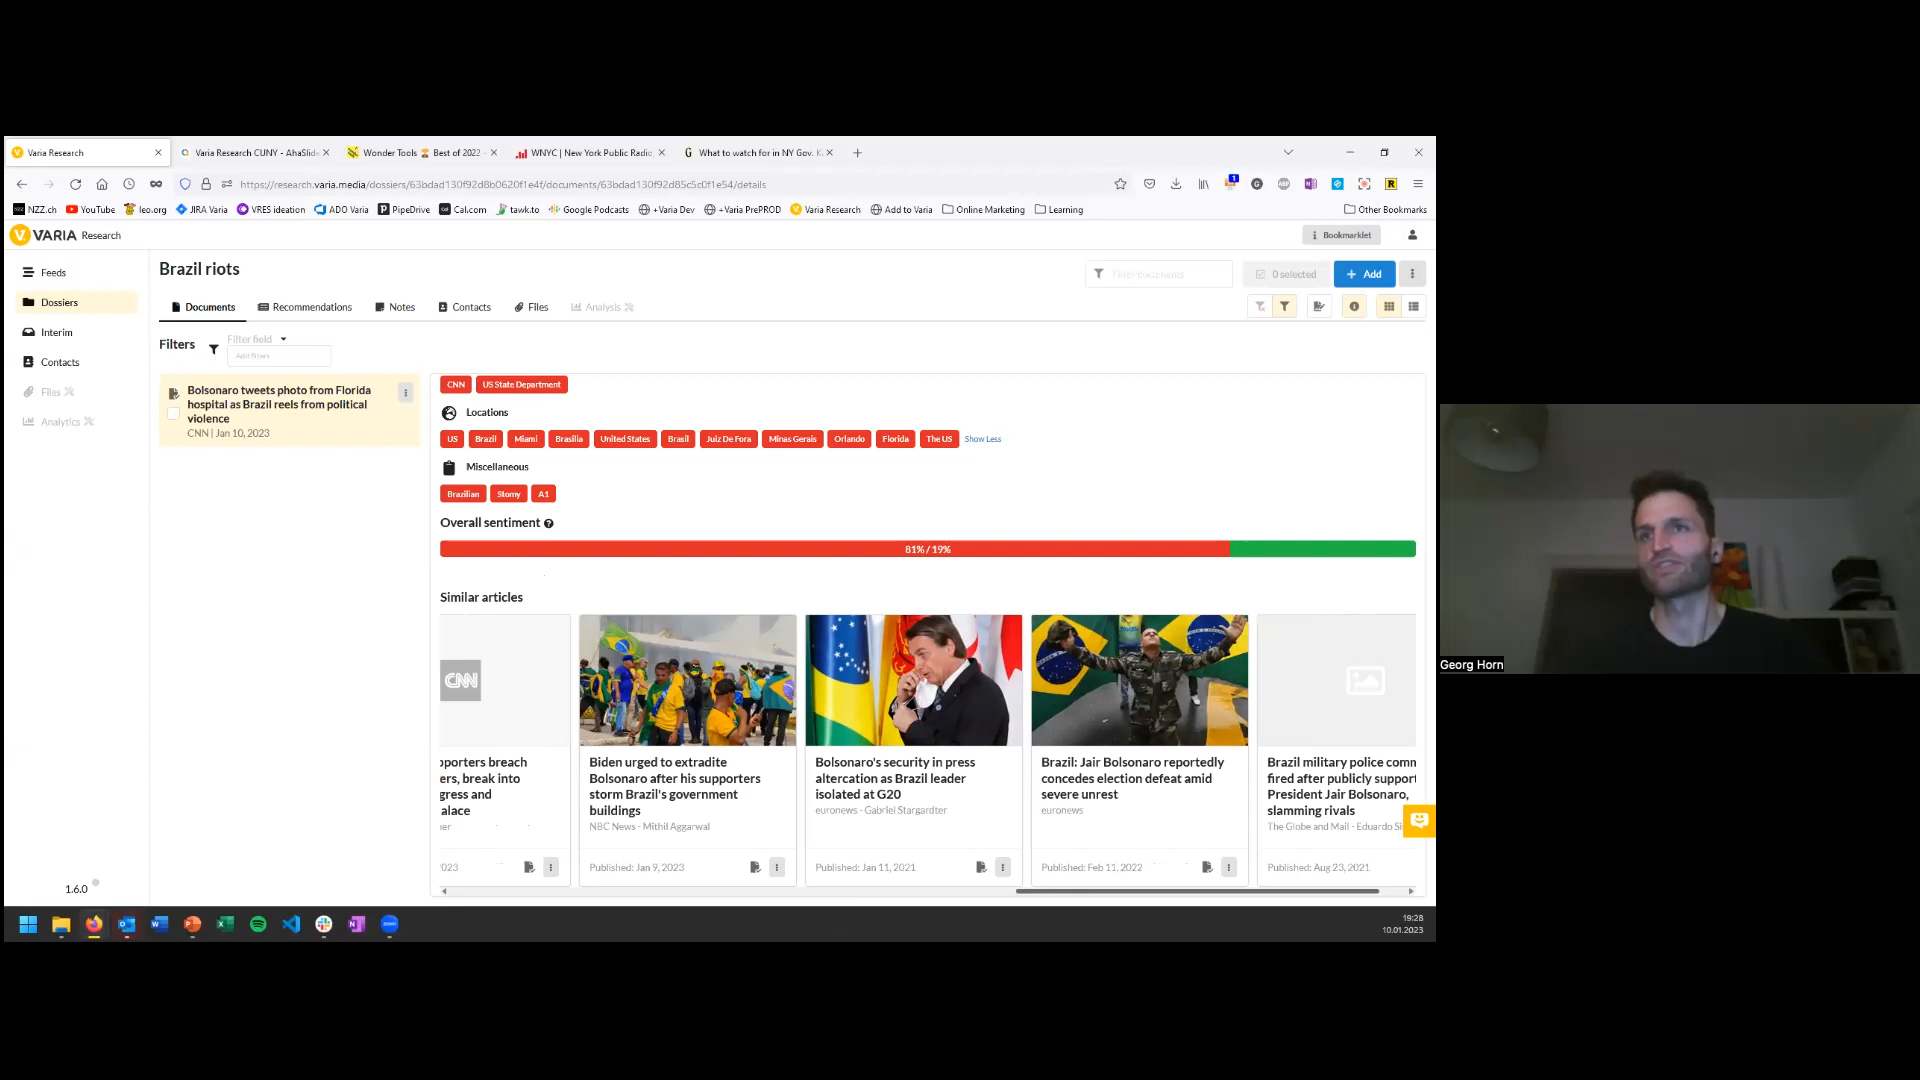 Varia Research
Varia Research CUNY - AhaSlide
Wonder Tools ⏳ Best of 2022 -
WNYC | New York Public Radio,
What to watch for in NY Gov. K
https://research.varia.media/dossiers/63bdad130f92d8b0620f1e4f/documents/63bdad130f92d85c5c0f1e54/details
NZZ.ch YouTube leo.org JIRA Varia VRES ideation ADO Varia PipeDrive Cal.com tawk.to Google Podcasts +Varia Dev +Varia PrePROD Varia Research Add to Varia Online Marketing Learning Other Bookmarks
VARIA Research
Bookmarklet
Feeds
Dossiers
Interim
Contacts
Files
Analytics
1.6.0
Brazil riots
Filter documents
0 selected
+ Add
Documents Recommendations Notes Contacts Files Analysis
Filters
Filter field
Add filters
Bolsonaro tweets photo from Florida
hospital as Brazil reels from political
violence
CNN | Jan 10, 2023
CNN US State Department
Locations
US Brazil Miami Brasilia United States Brasil Juiz De Fora Minas Gerais Orlando Florida The US Show Less
Miscellaneous
Brazilian Stomy A1
Overall sentiment
81% / 19%
Similar articles
CNN
pporters breach
ers, break into
gress and
alace
ner
2023
Biden urged to extradite
Bolsonaro after his supporters
storm Brazil's government
buildings
NBC News - Mithil Aggarwal
Published: Jan 9, 2023
Bolsonaro's security in press
altercation as Brazil leader
isolated at G20
euronews - Gabriel Stargardter
Published: Jan 11, 2021
Brazil: Jair Bolsonaro reportedly
concedes election defeat amid
severe unrest
euronews
Published: Feb 11, 2022
Brazil military police comm
fired after publicly support
President Jair Bolsonaro,
slamming rivals
The Globe and Mail - Eduardo Si
Published: Aug 23, 2021
19:28
10.01.2023
Georg Horn